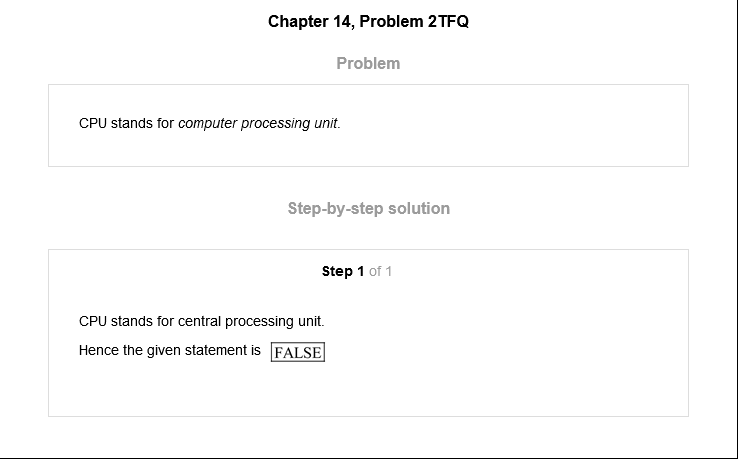 Chapter 14, Problem 2TFQ
Problem
CPU stands for computer processing unit.
Step-by-step solution
Step 1 of 1
CPU stands for central processing unit.
Hence the given statement is FALSE